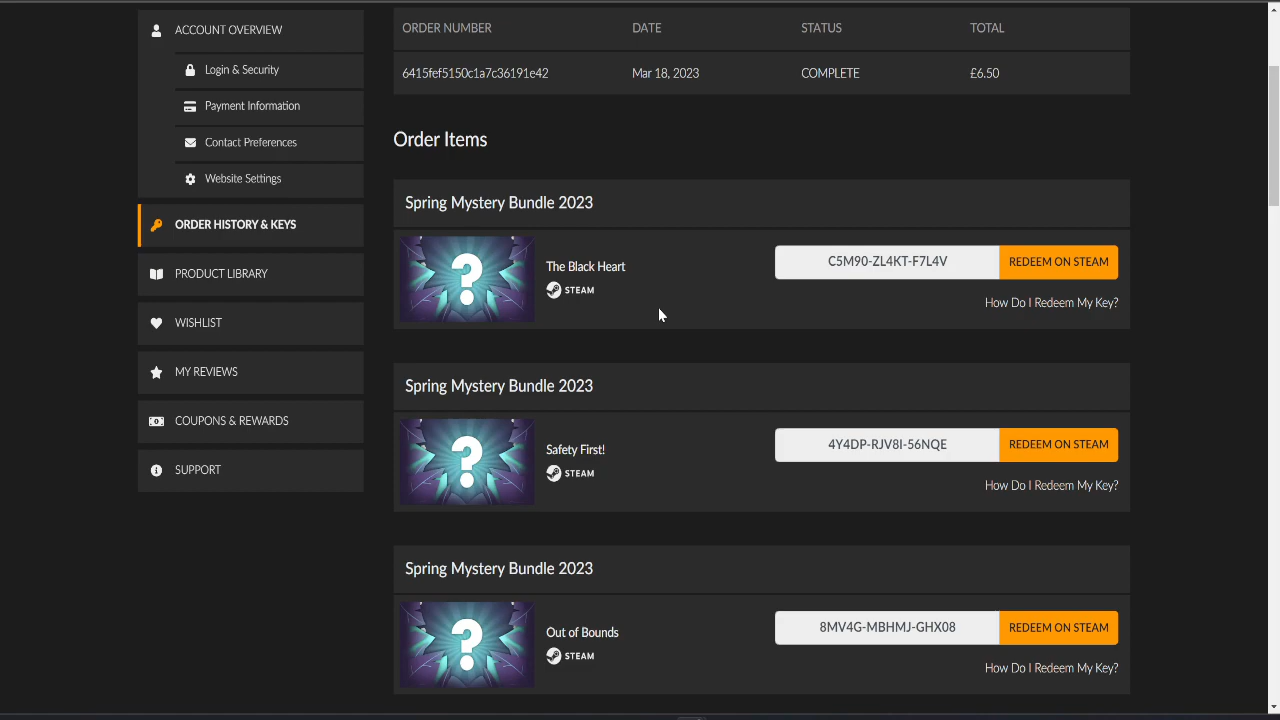 ACCOUNT OVERVIEW
Login & Security
Payment Information
Contact Preferences
Website Settings
ORDER HISTORY & KEYS
PRODUCT LIBRARY
WISHLIST
MY REVIEWS
COUPONS & REWARDS
SUPPORT
ORDER NUMBER DATE STATUS TOTAL
6415fef5150c1a7c36191e42 Mar 18, 2023 COMPLETE £6.50
Order Items
Spring Mystery Bundle 2023
?
The Black Heart
STEAM
C5M90-ZL4KT-F7L4V REDEEM ON STEAM
How Do I Redeem My Key?
Spring Mystery Bundle 2023
?
Safety First!
STEAM
4Y4DP-RJV8I-56NQE REDEEM ON STEAM
How Do I Redeem My Key?
Spring Mystery Bundle 2023
?
Out of Bounds
STEAM
8MV4G-MBHMJ-GHX08 REDEEM ON STEAM
How Do I Redeem My Key?